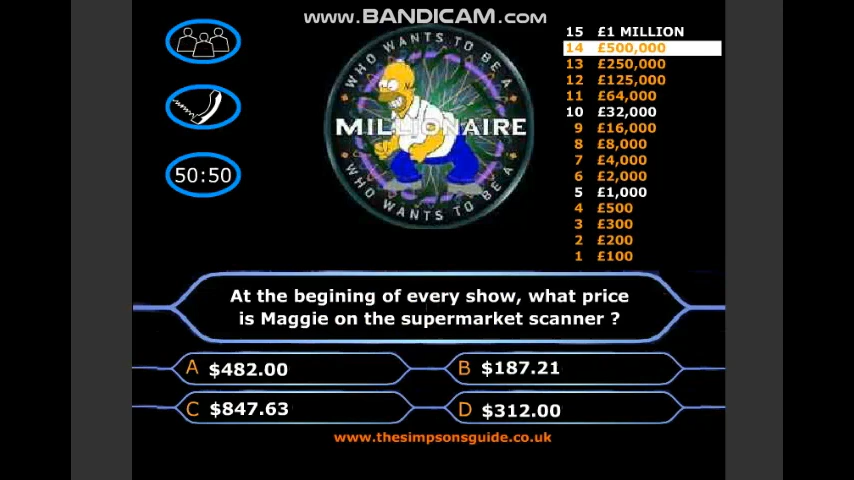 www.BANDICAM.com
WHO WANTS TO BE A
MILLIONAIRE
WHO WANTS TO BE A
50:50
15 £1 MILLION
14 £500,000
13 £250,000
12 £125,000
11 £64,000
10 £32,000
9 £16,000
8 £8,000
7 £4,000
6 £2,000
5 £1,000
4 £500
3 £300
2 £200
1 £100
At the begining of every show, what price
is Maggie on the supermarket scanner ?
A $482.00
B $187.21
C $847.63
D $312.00
www.thesimpsonsguide.co.uk